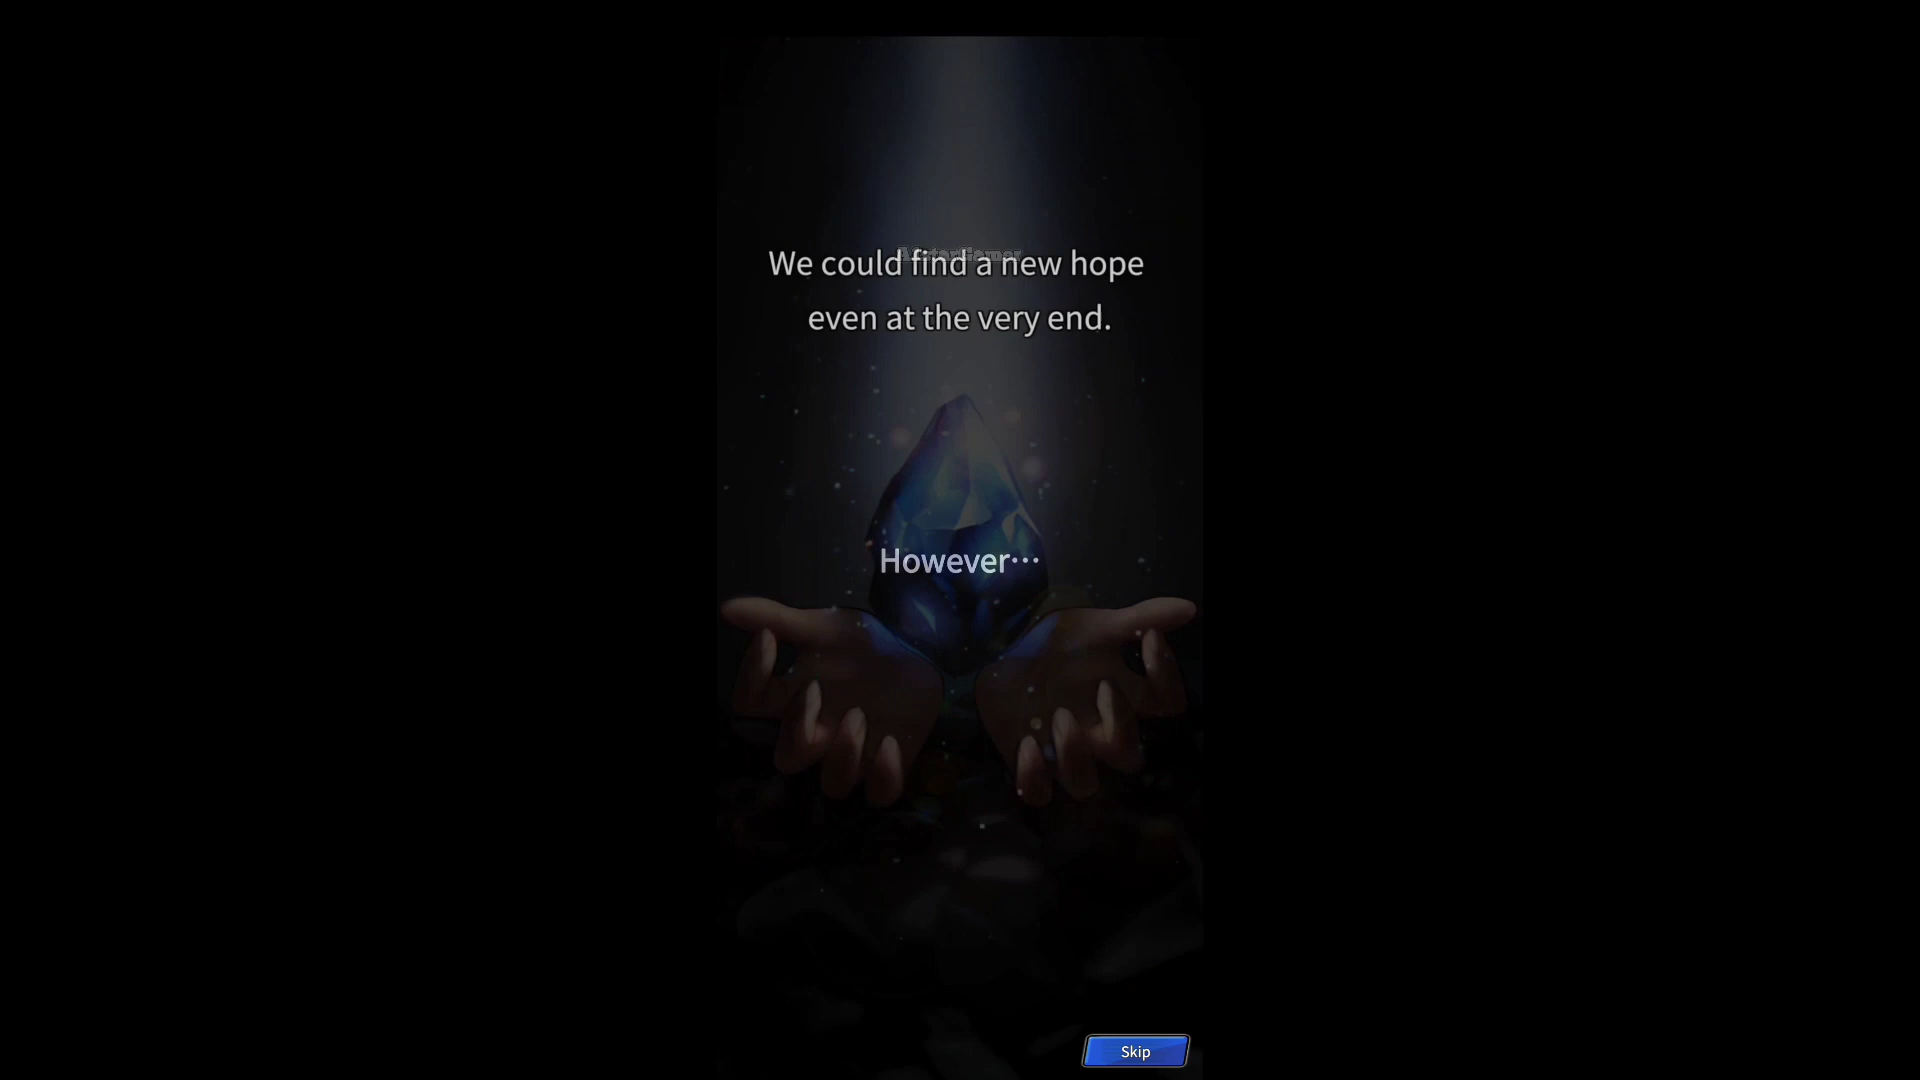 We could find a new hope
even at the very end.
However…
Skip